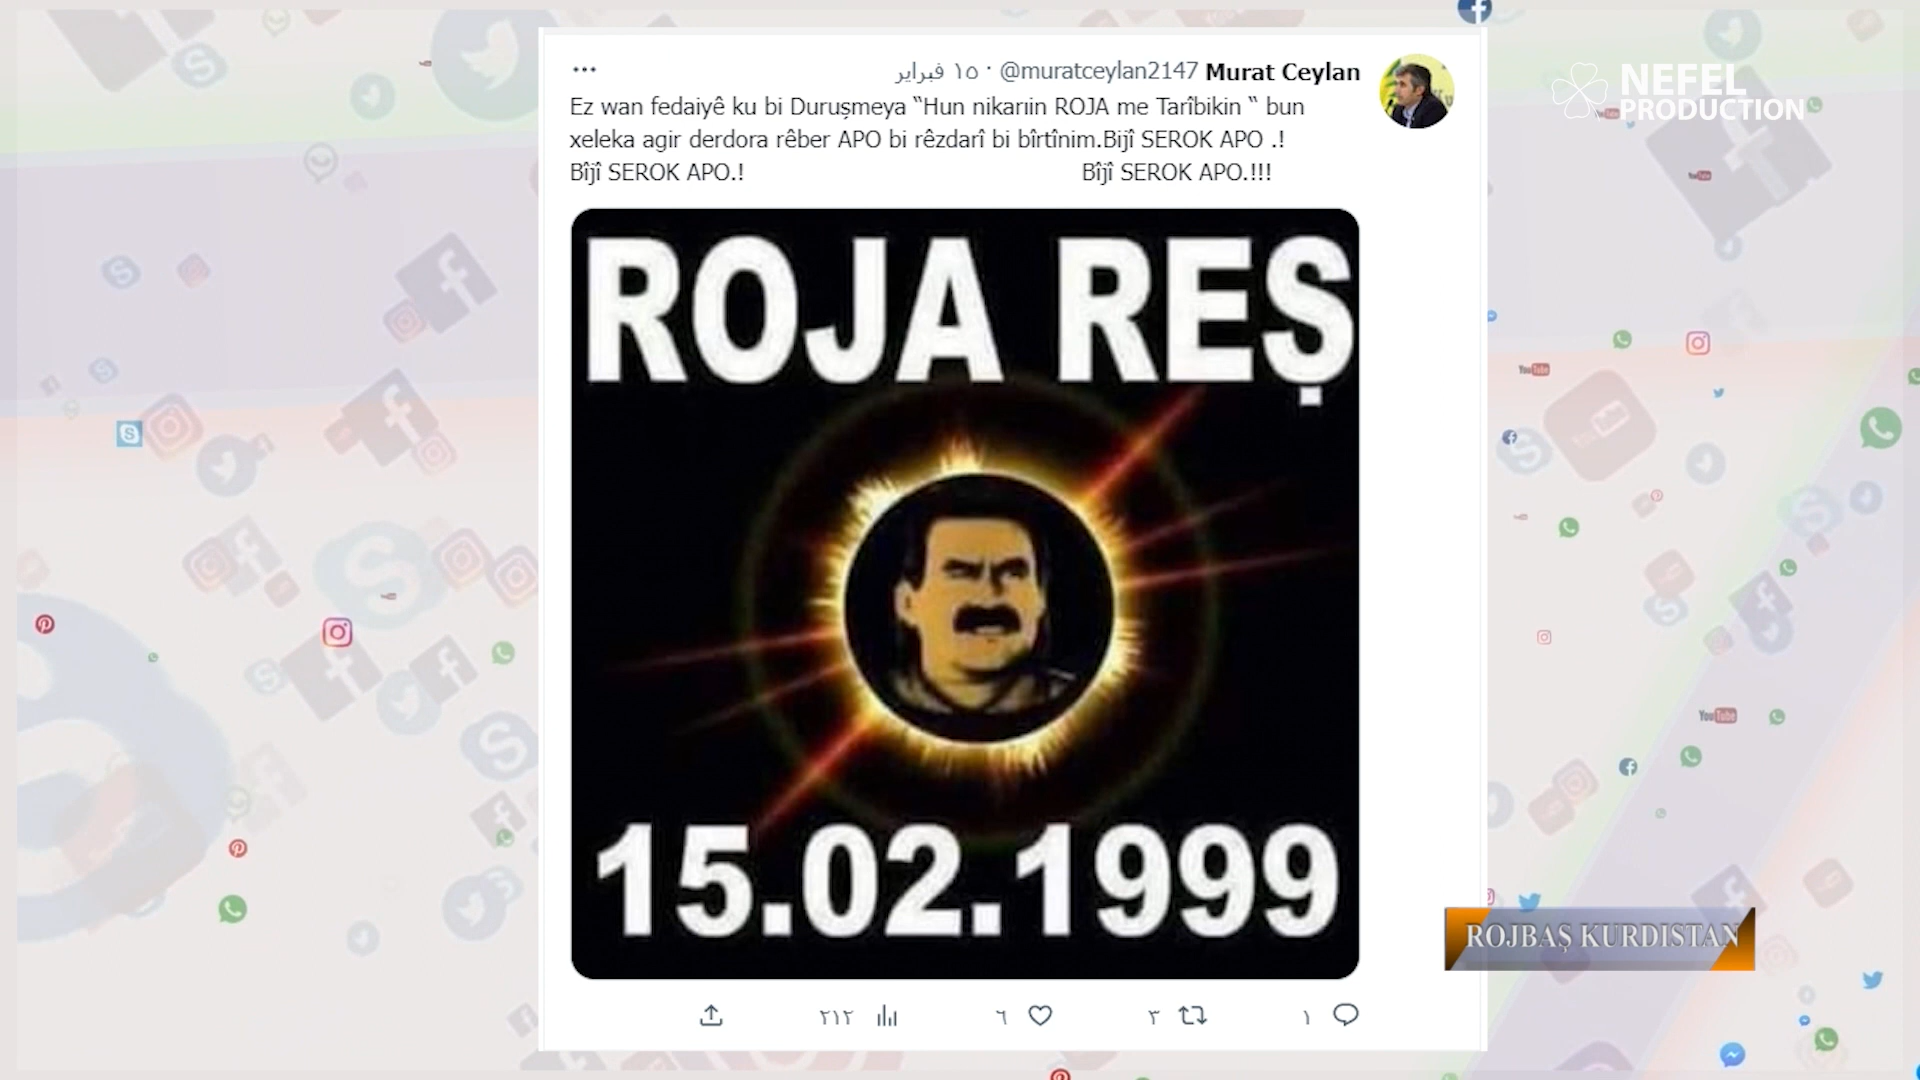 NEFEL
PRODUCTION
Murat Ceylan @muratceylan2147 · ١٥ فبراير
Ez wan fedaiyê ku bi Duruşmeya “Hun nikariin ROJA me Tarîbikin “ bun
xeleka agir derdora rêber APO bi rêzdarî bi bîrtînim.Bijî SEROK APO .!
Bîjî SEROK APO.! Bîjî SEROK APO.!!!
ROJA REŞ
15.02.1999
ROJBAŞ KURDISTAN
٢١٢ ٦ ٣ ١